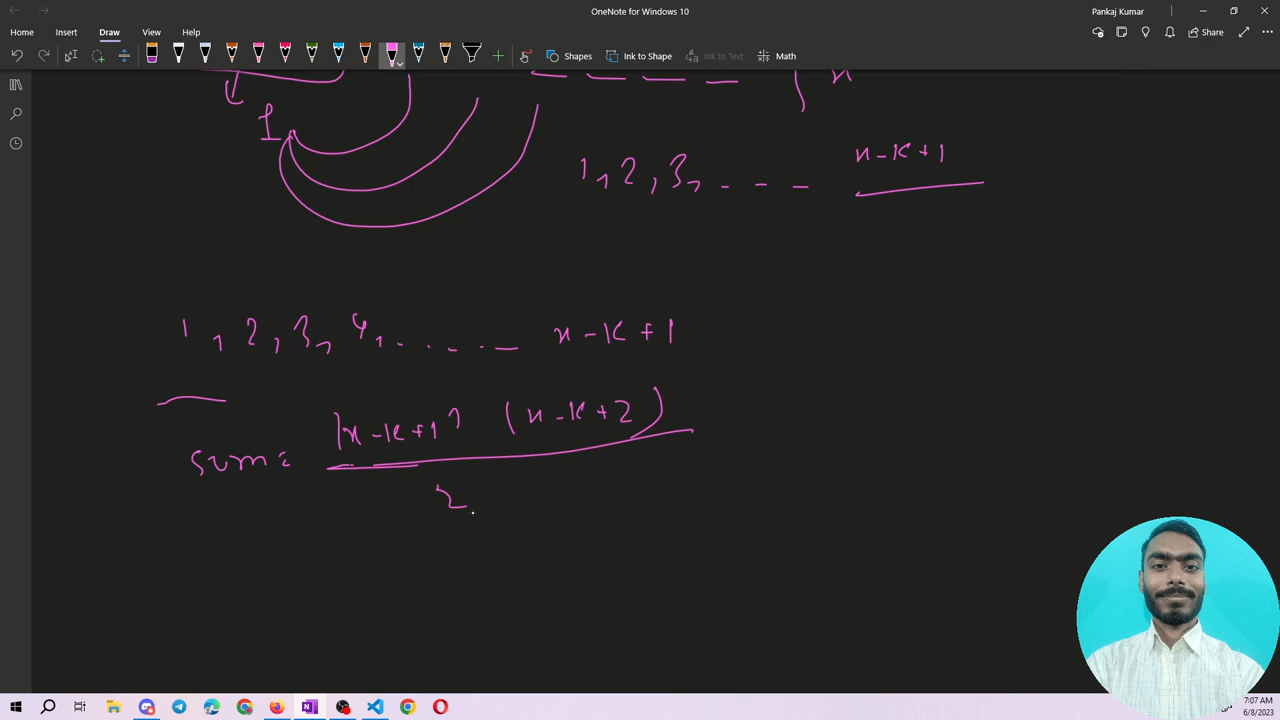 OneNote for Windows 10
Pankaj Kumar
Home Insert Draw View Help
Share
Shapes Ink to Shape Ink to Text Math
n
1
1, 2, 3, - - - n-k+1
1, 2, 3, 4, . . . . . _ n-k+1
sum = (n-k+1) (n-k+2)
2
7:07 AM
6/8/2023